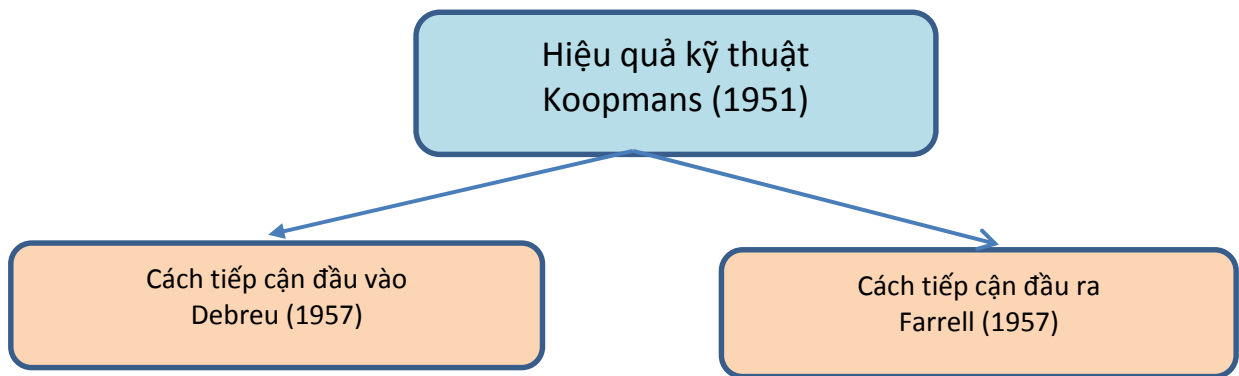 Hiệu quả kỹ thuật
Koopmans (1951)
Cách tiếp cận đầu vào
Debreu (1957)
Cách tiếp cận đầu ra
Farrell (1957)